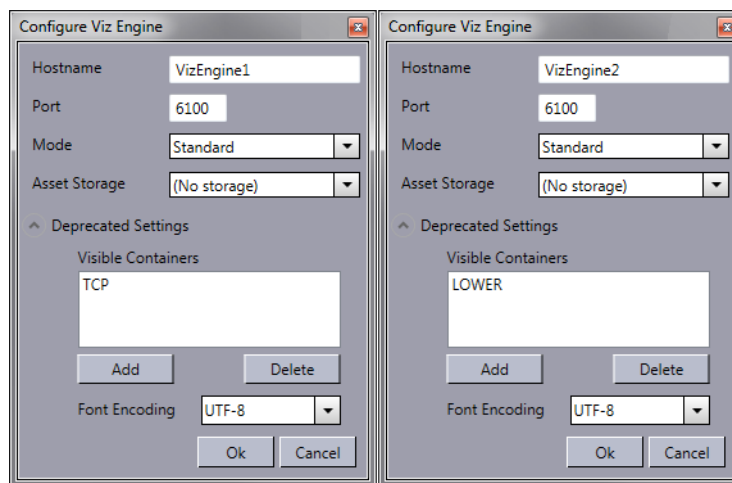 Configure Viz Engine
Hostname VizEngine1
Port 6100
Mode Standard
Asset Storage (No storage)
Deprecated Settings
Visible Containers
TCP
Add Delete
Font Encoding UTF-8
Ok Cancel
Configure Viz Engine
Hostname VizEngine2
Port 6100
Mode Standard
Asset Storage (No storage)
Deprecated Settings
Visible Containers
LOWER
Add Delete
Font Encoding UTF-8
Ok Cancel